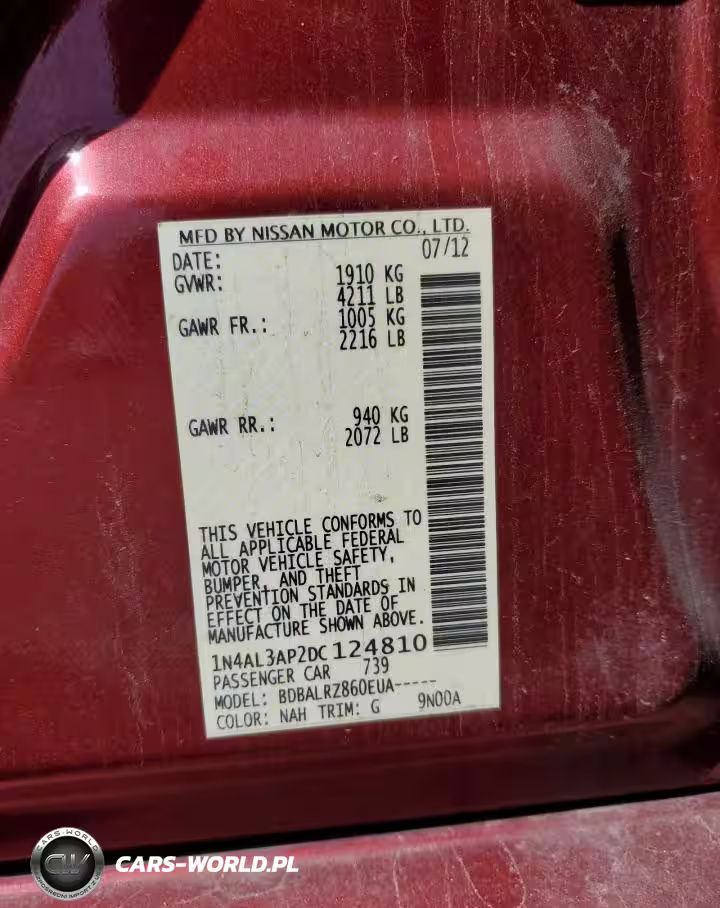 MFD BY NISSAN MOTOR CO., LTD.
DATE: 07/12
GVWR: 1910 KG
4211 LB
GAWR FR.: 1005 KG
2216 LB
GAWR RR.: 940 KG
2072 LB
THIS VEHICLE CONFORMS TO
ALL APPLICABLE FEDERAL
MOTOR VEHICLE SAFETY,
BUMPER, AND THEFT
PREVENTION STANDARDS IN
EFFECT ON THE DATE OF
MANUFACTURE SHOWN ABOVE.
1N4AL3AP2DC124810
PASSENGER CAR 739
MODEL: BDBALRZ860EUA-----
COLOR: NAH TRIM: G 9N00A
CARS-WORLD
CW
CARS-WORLD.PL